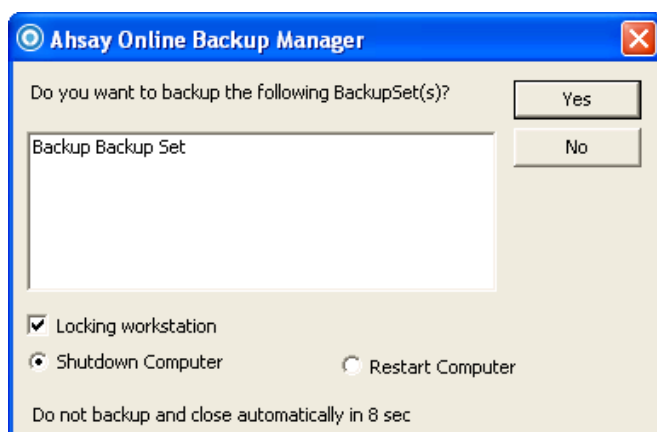 Ahsay Online Backup Manager
Do you want to backup the following BackupSet(s)?
Yes
Backup Backup Set
No
Locking workstation
Shutdown Computer
Restart Computer
Do not backup and close automatically in 8 sec